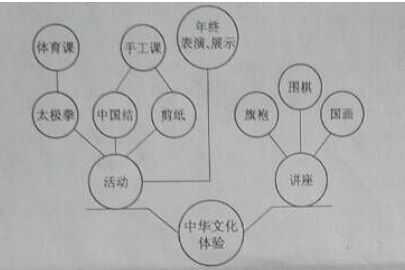 年终
表演、展示
体育课
手工课
围棋
太极拳
中国结
剪纸
旗袍
国画
活动
讲座
中华文化
体验